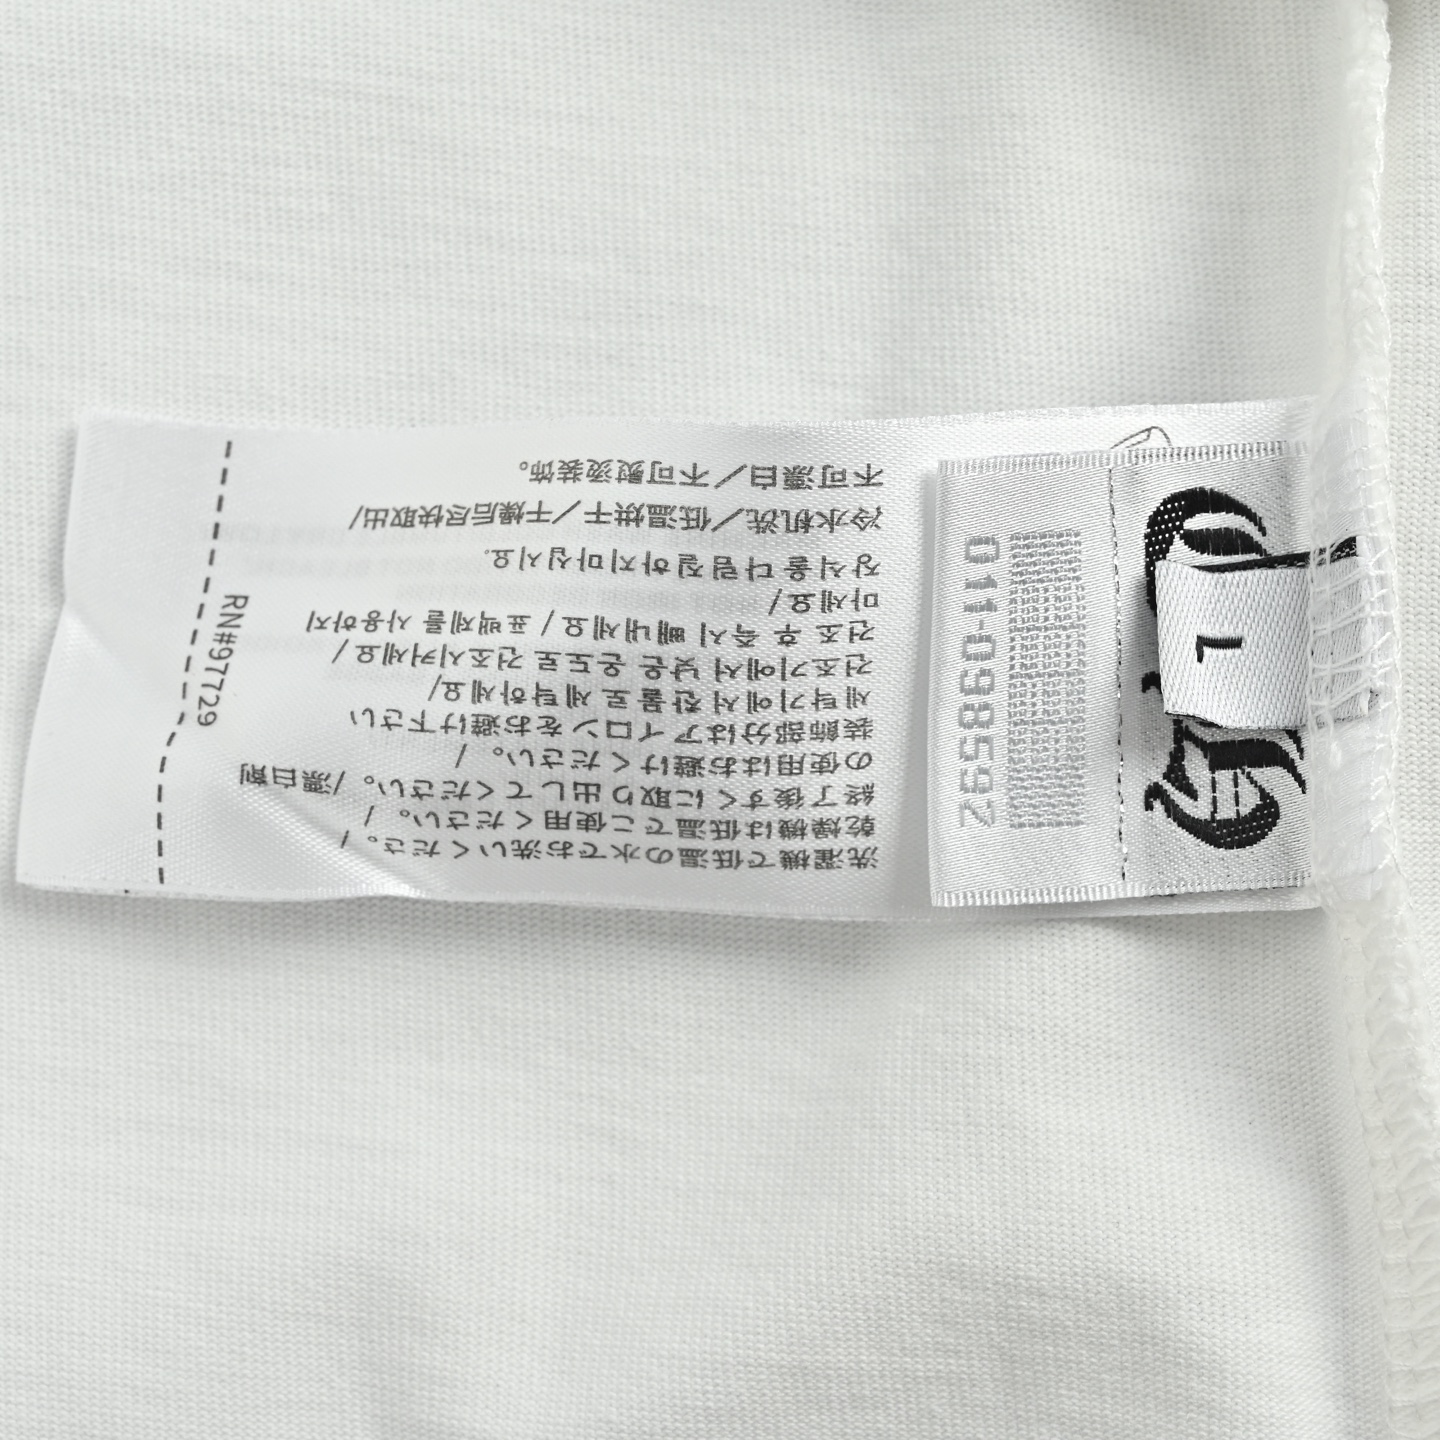 洗濯機で低温の水でお洗いください。/
乾燥機は低温でご使用ください。/
終了後すぐに取り出してください。/漂白剤
の使用はお避けください。/
装飾部分はアイロンをお避け下さい
세탁기에서 찬물로 세탁하세요/
건조기에서 낮은 온도로 건조시키세요/
건조 후 즉시 빼내세요/표백제를 사용하지
마세요/
장식을 다림질하지마십시요.
冷水机洗／低温烘干／干燥后尽快取出/
不可漂白／不可熨烫装饰。
RN#97729
011-098592
L